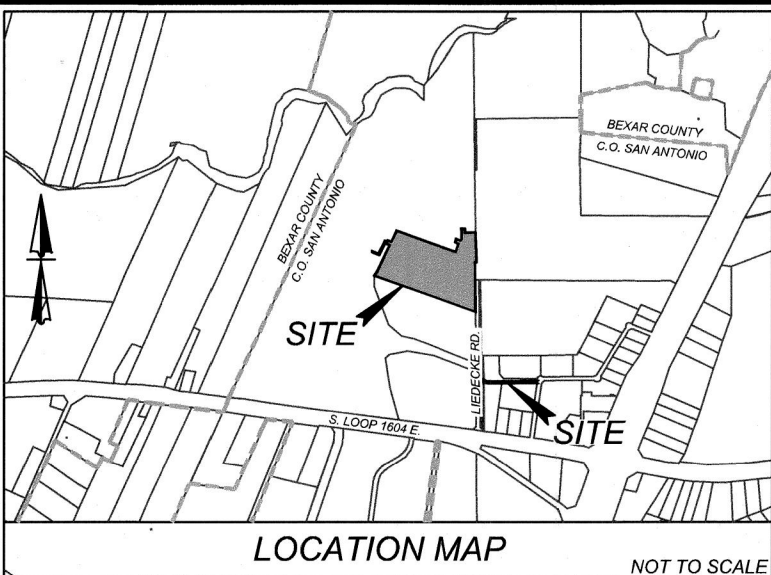 BEXAR COUNTY
C.O. SAN ANTONIO
BEXAR COUNTY
C.O. SAN ANTONIO
SITE
LIEDECKE RD.
SITE
S. LOOP 1604 E.
LOCATION MAP
NOT TO SCALE